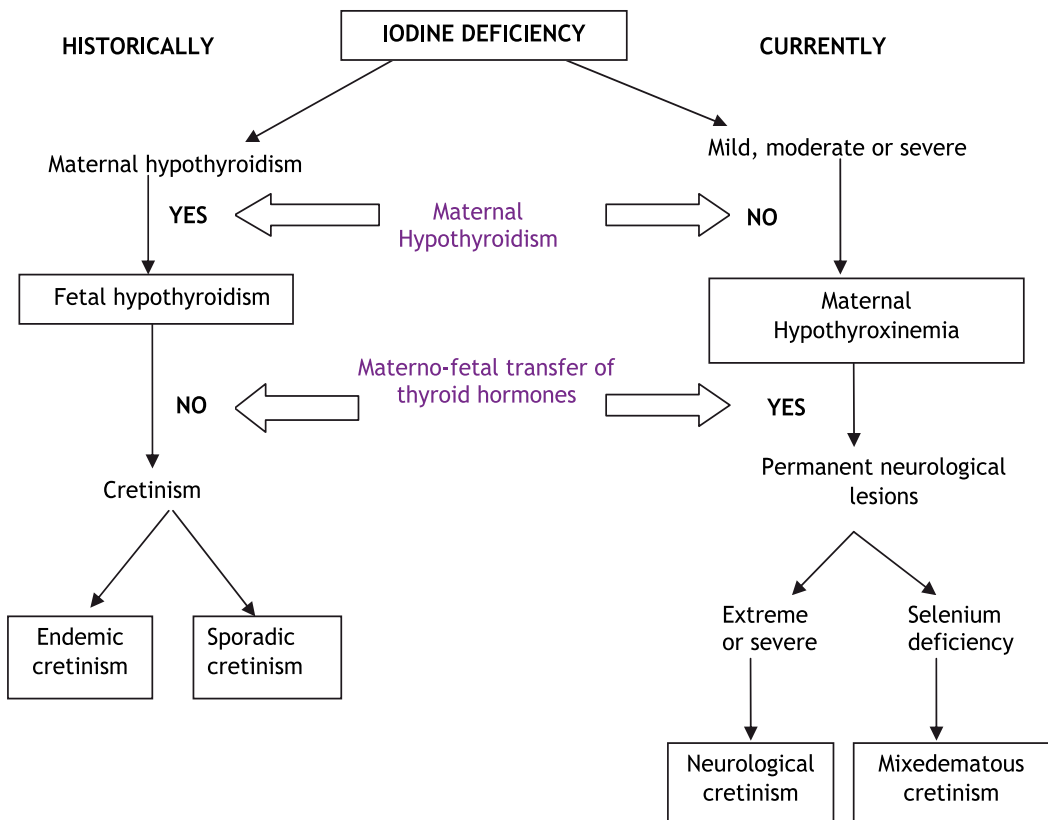 HISTORICALLY
IODINE DEFICIENCY
CURRENTLY
Maternal hypothyroidism
Mild, moderate or severe
YES
Maternal
Hypothyroidism
NO
Fetal hypothyroidism
Maternal
Hypothyroxinemia
Materno-fetal transfer of
thyroid hormones
NO
YES
Cretinism
Permanent neurological
lesions
Endemic
cretinism
Sporadic
cretinism
Extreme
or severe
Selenium
deficiency
Neurological
cretinism
Mixedematous
cretinism